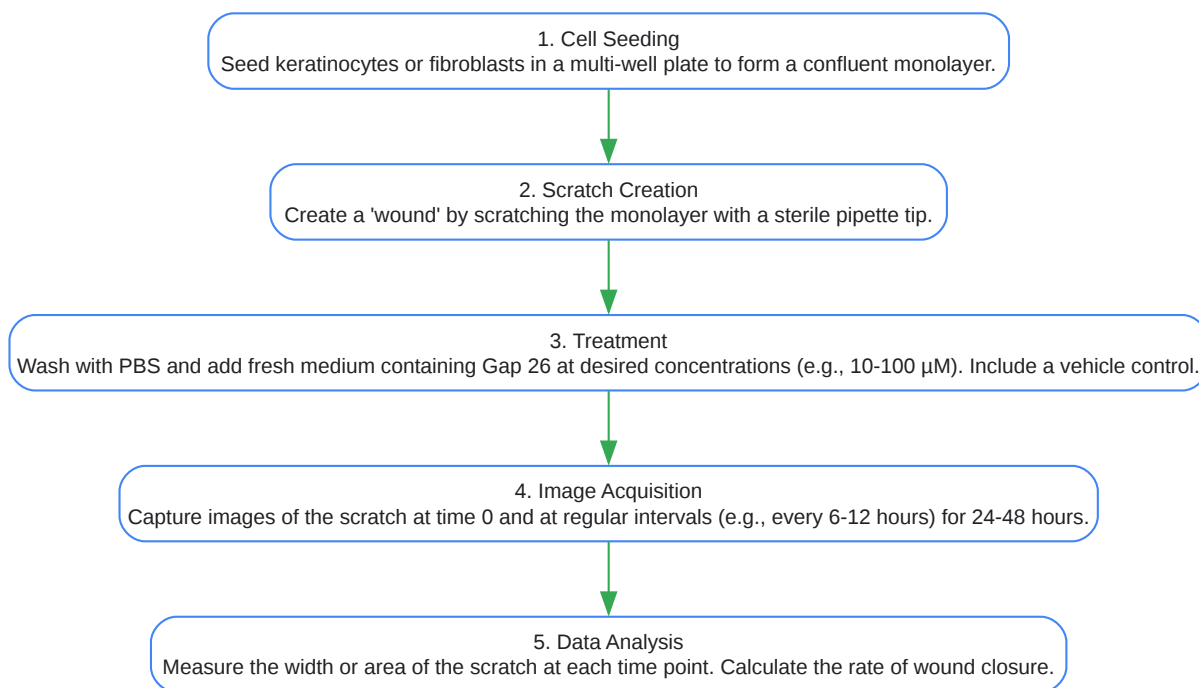 1. Cell Seeding
Seed keratinocytes or fibroblasts in a multi-well plate to form a confluent monolayer.
2. Scratch Creation
Create a 'wound' by scratching the monolayer with a sterile pipette tip.
3. Treatment
Wash with PBS and add fresh medium containing Gap 26 at desired concentrations (e.g., 10-100 µM). Include a vehicle control.
4. Image Acquisition
Capture images of the scratch at time 0 and at regular intervals (e.g., every 6-12 hours) for 24-48 hours.
5. Data Analysis
Measure the width or area of the scratch at each time point. Calculate the rate of wound closure.